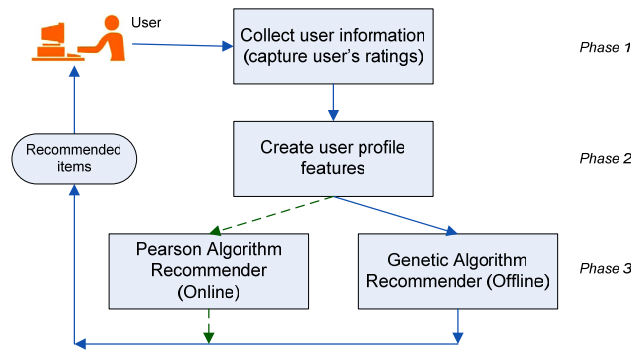 User
Collect user information
(capture user's ratings)
Phase 1
Create user profile
features
Phase 2
Recommended
items
Pearson Algorithm
Recommender
(Online)
Genetic Algorithm
Recommender (Offline)
Phase 3